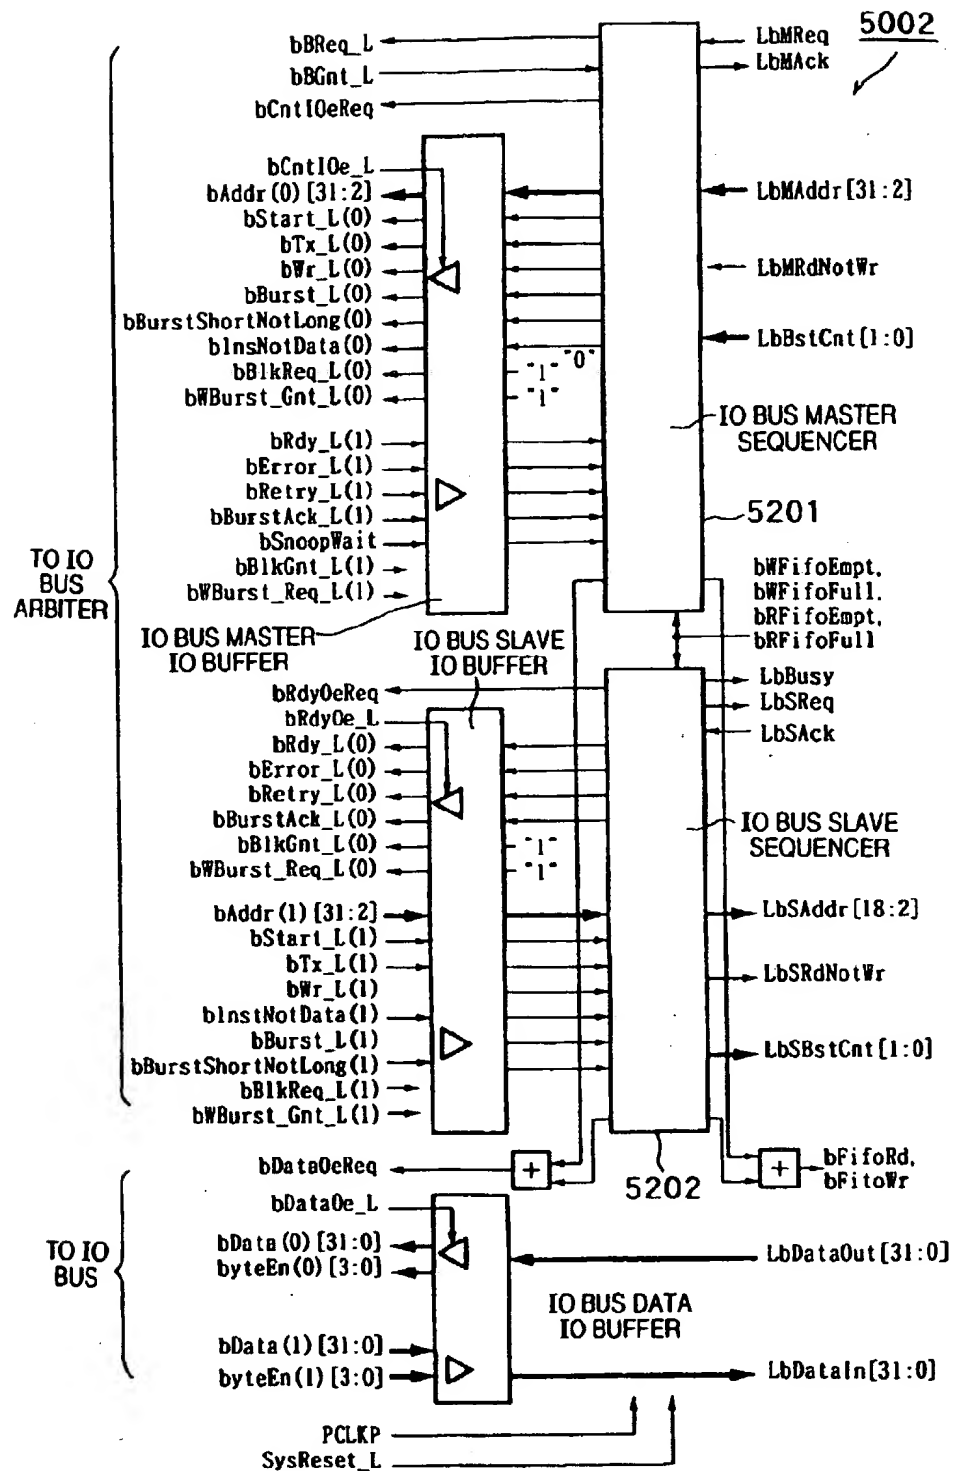 5002
bBReq_L
LbMReq
bBGnt_L
LbMAck
bCntIOeReq
bCntIOe_L
bAddr(0)[31:2]
LbMAddr[31:2]
bStart_L(0)
bTx_L(0)
bWr_L(0)
LbMRdNotWr
bBurst_L(0)
bBurstShortNotLong(0)
LbBstCnt[1:0]
bInsNotData(0)
"0"
bBlkReq_L(0)
"1"
bWBurst_Gnt_L(0)
"1"
IO BUS MASTER
SEQUENCER
bRdy_L(1)
bError_L(1)
bRetry_L(1)
bBurstAck_L(1)
5201
bSnoopWait
TO IO
BUS
ARBITER
bBlkGnt_L(1)
bWBurst_Req_L(1)
bWFifoEmpt,
bWFifoFull,
bRFifoEmpt,
bRFifoFull
IO BUS MASTER
IO BUFFER
IO BUS SLAVE
IO BUFFER
bRdyOeReq
LbBusy
LbSReq
bRdyOe_L
LbSAck
bRdy_L(0)
bError_L(0)
bRetry_L(0)
bBurstAck_L(0)
IO BUS SLAVE
SEQUENCER
bBlkGnt_L(0)
"1"
bWBurst_Req_L(0)
"1"
bAddr(1)[31:2]
LbSAddr[18:2]
bStart_L(1)
bTx_L(1)
LbSRdNotWr
bWr_L(1)
bInstNotData(1)
bBurst_L(1)
LbSBstCnt[1:0]
bBurstShortNotLong(1)
bBlkReq_L(1)
bWBurst_Gnt_L(1)
bDataOeReq
+
5202
+
bFifoRd,
bFitoWr
bDataOe_L
TO IO
BUS
bData(0)[31:0]
LbDataOut[31:0]
byteEn(0)[3:0]
IO BUS DATA
IO BUFFER
bData(1)[31:0]
byteEn(1)[3:0]
LbDataIn[31:0]
PCLKP
SysReset_L